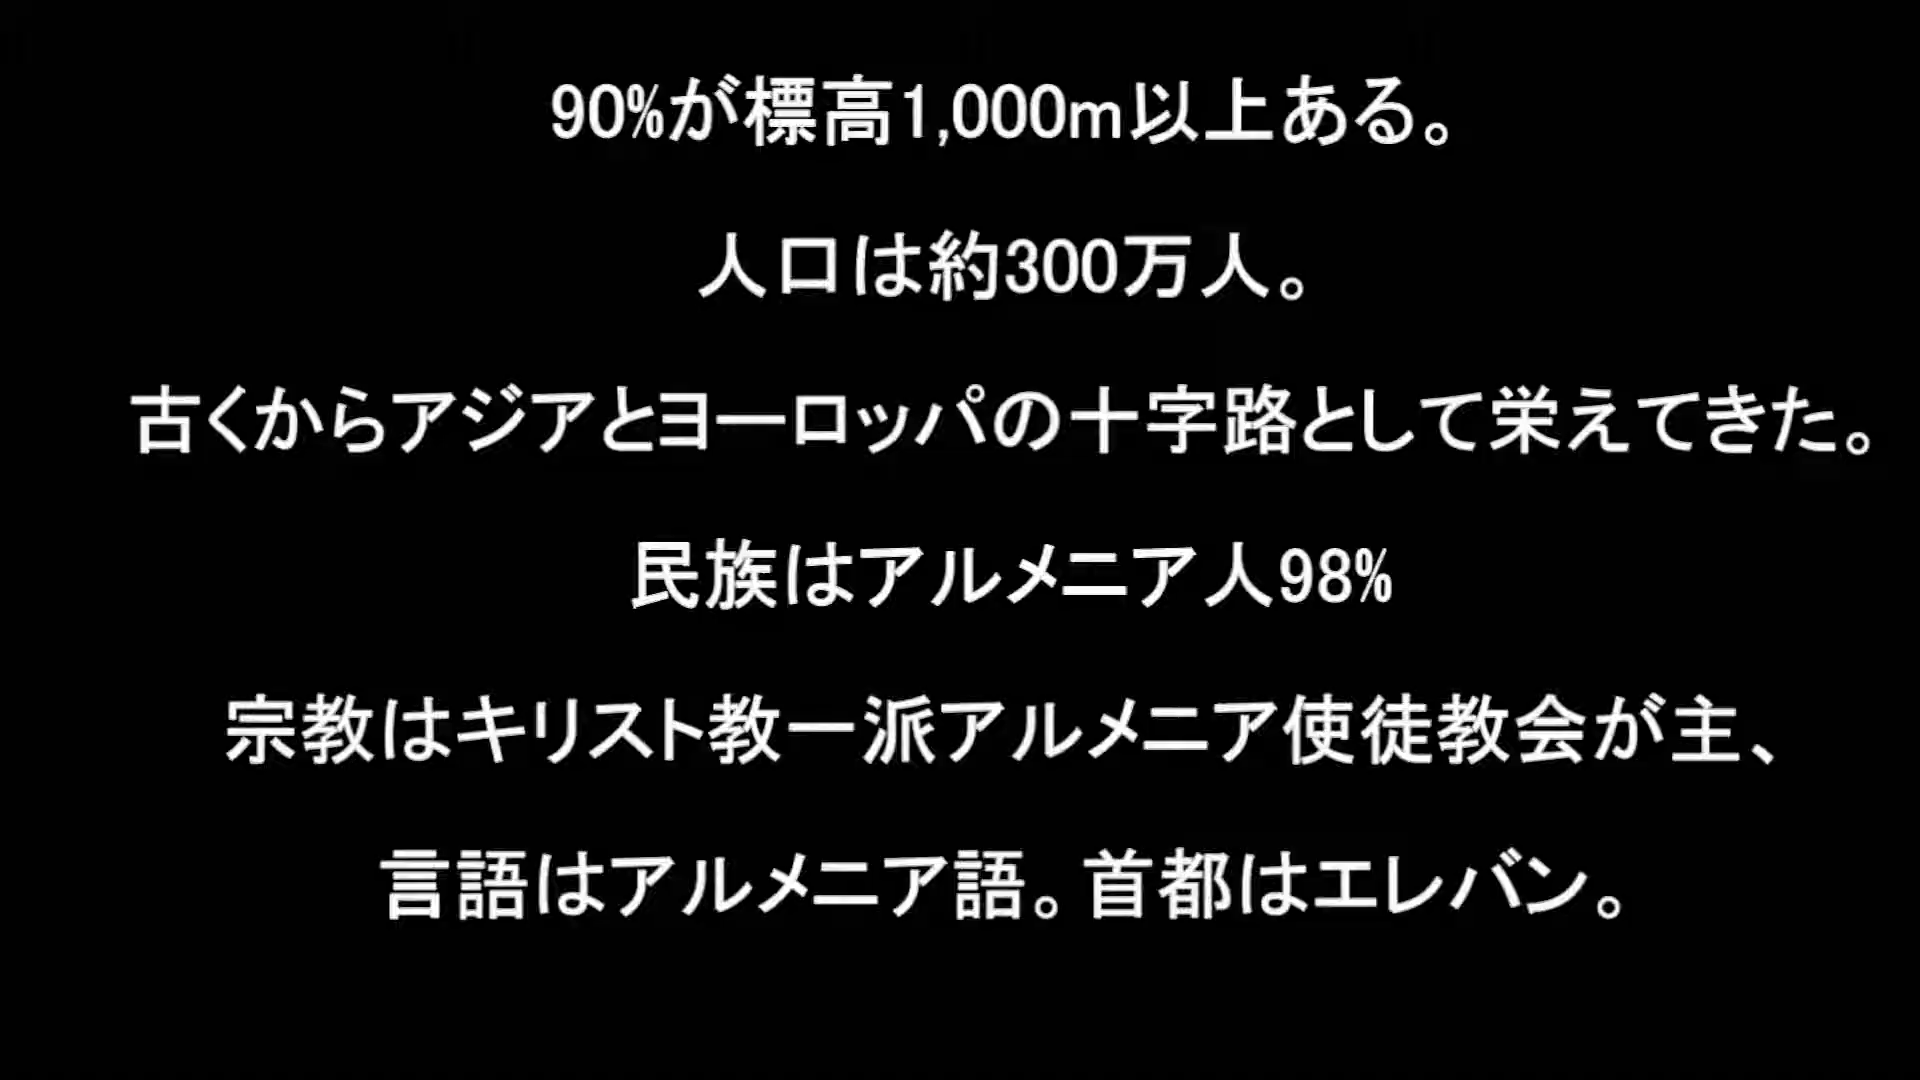 90%が標高1,000m以上ある。
人口は約300万人。
古くからアジアとヨーロッパの十字路として栄えてきた。
民族はアルメニア人98%
宗教はキリスト教一派アルメニア使徒教会が主、
言語はアルメニア語。首都はエレバン。